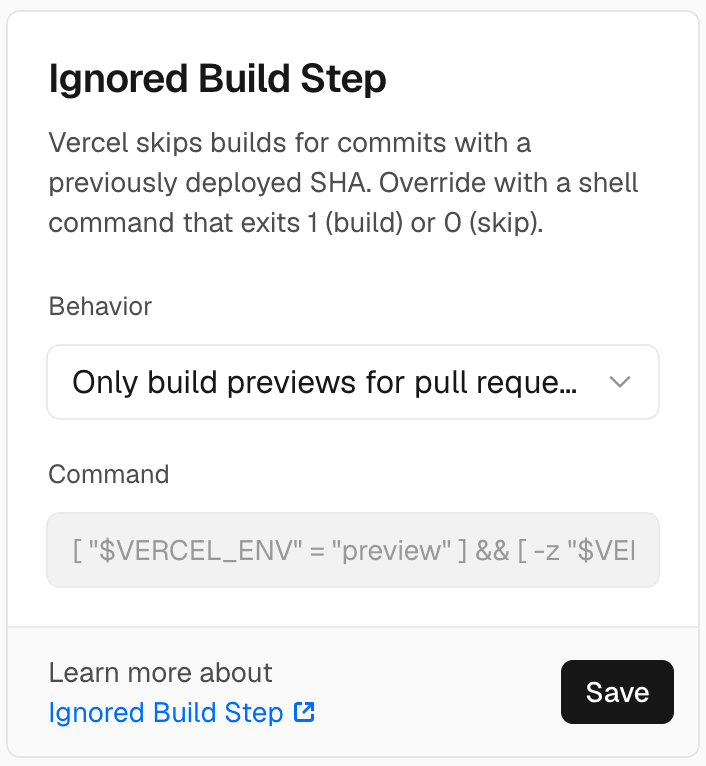 Ignored Build Step
Vercel skips builds for commits with a
previously deployed SHA. Override with a shell
command that exits 1 (build) or 0 (skip).
Behavior
Only build previews for pull reque...
Command
[ "$VERCEL_ENV" = "preview" ] && [ -z "$VE
Learn more about
Ignored Build Step
Save